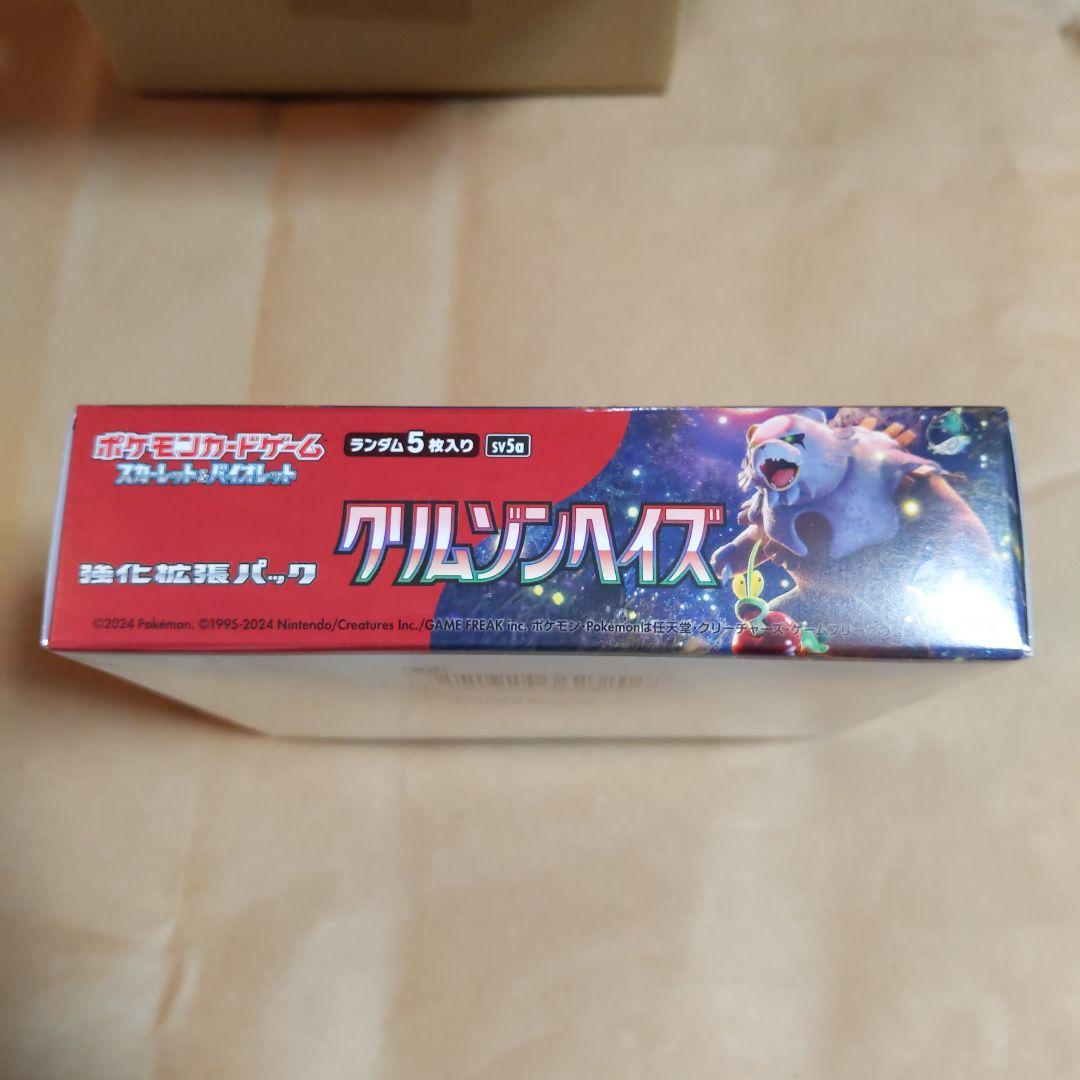 ポケモンカードゲーム
スカーレット&バイオレット
ランダム5枚入り sv5a
クリムゾンヘイズ
強化拡張パック
©2024 Pokémon. ©1995-2024 Nintendo/Creatures Inc./GAME FREAK inc. ポケモン・Pokémonは任天堂・クリーチャーズ・ゲームフリークの